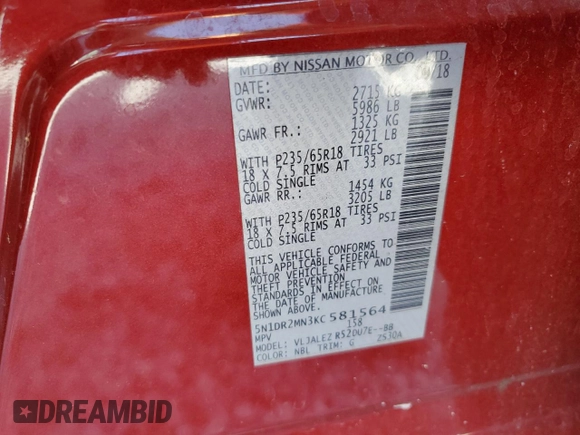 MFD BY NISSAN MOTOR CO., LTD.
DATE: /18
GVWR: 2715 KG
5986 LB
GAWR FR.: 1325 KG
2921 LB
WITH P235/65R18 TIRES
18 X 7.5 RIMS AT 33 PSI
COLD SINGLE
GAWR RR.: 1454 KG
3205 LB
WITH P235/65R18 TIRES
18 X 7.5 RIMS AT 33 PSI
COLD SINGLE
THIS VEHICLE CONFORMS TO
ALL APPLICABLE FEDERAL
MOTOR VEHICLE SAFETY AND
THEFT PREVENTION
STANDARDS IN EFFECT ON
THE DATE OF MANUFACTURE
5N1DR2MN3KC581564
MPV 158
MODEL: VLJALEZ RS2DU7E--BB
COLOR: NBL TRIM: G 2530A
DREAMBID